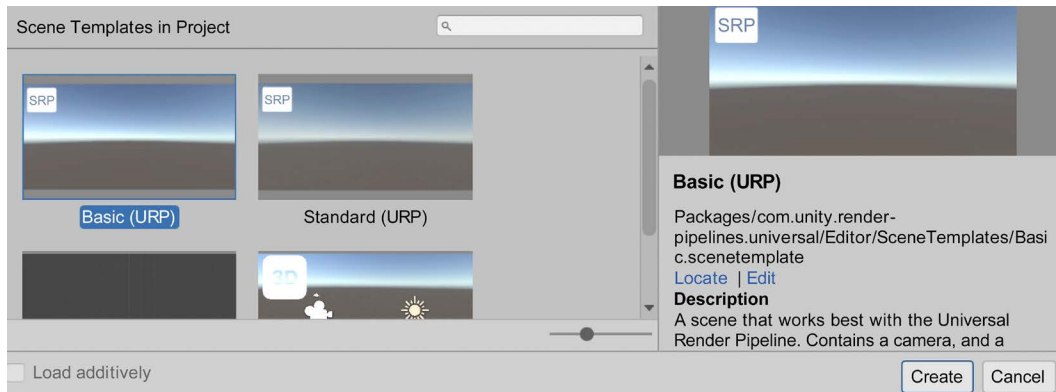 Scene Templates in Project
SRP
SRP
SRP
Basic (URP)
Standard (URP)
3D
Basic (URP)
Packages/com.unity.render-
pipelines.universal/Editor/SceneTemplates/Basi
c.scenetemplate
Locate | Edit
Description
A scene that works best with the Universal
Render Pipeline. Contains a camera, and a
Load additively
Create
Cancel